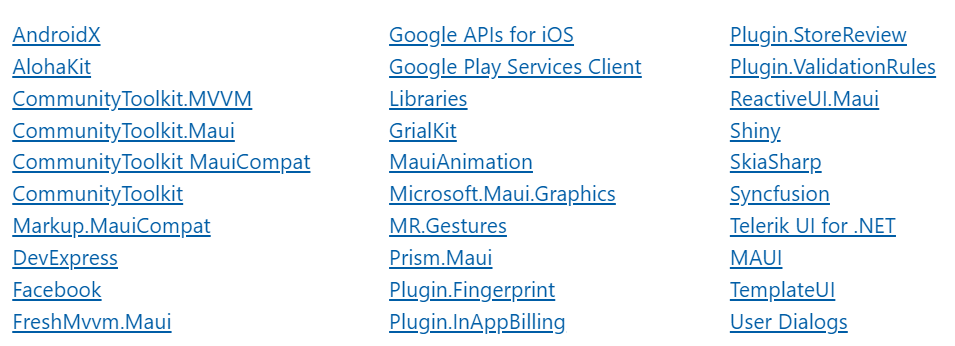 AndroidX
AlohaKit
CommunityToolkit.MVVM
CommunityToolkit.Maui
CommunityToolkit MauiCompat
CommunityToolkit
Markup.MauiCompat
DevExpress
Facebook
FreshMvvm.Maui
Google APIs for iOS
Google Play Services Client
Libraries
GrialKit
MauiAnimation
Microsoft.Maui.Graphics
MR.Gestures
Prism.Maui
Plugin.Fingerprint
Plugin.InAppBilling
Plugin.StoreReview
Plugin.ValidationRules
ReactiveUI.Maui
Shiny
SkiaSharp
Syncfusion
Telerik UI for .NET
MAUI
TemplateUI
User Dialogs